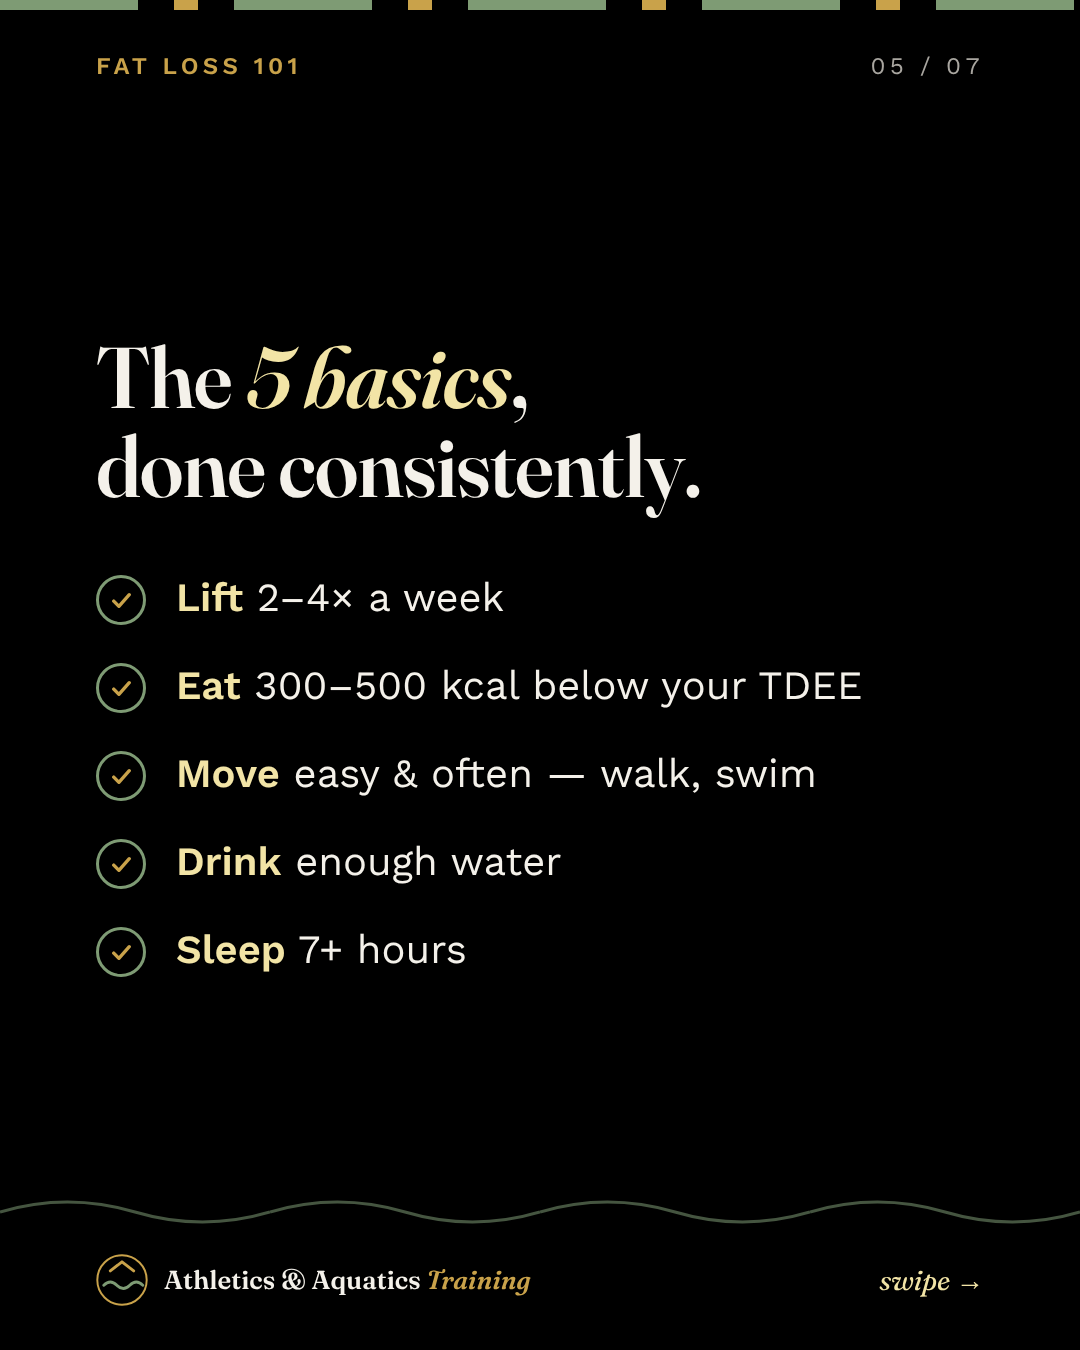 FAT LOSS 101
05 / 07
The 5 basics,
done consistently.
Lift 2–4× a week
Eat 300–500 kcal below your TDEE
Move easy & often — walk, swim
Drink enough water
Sleep 7+ hours
Athletics & Aquatics Training
swipe →